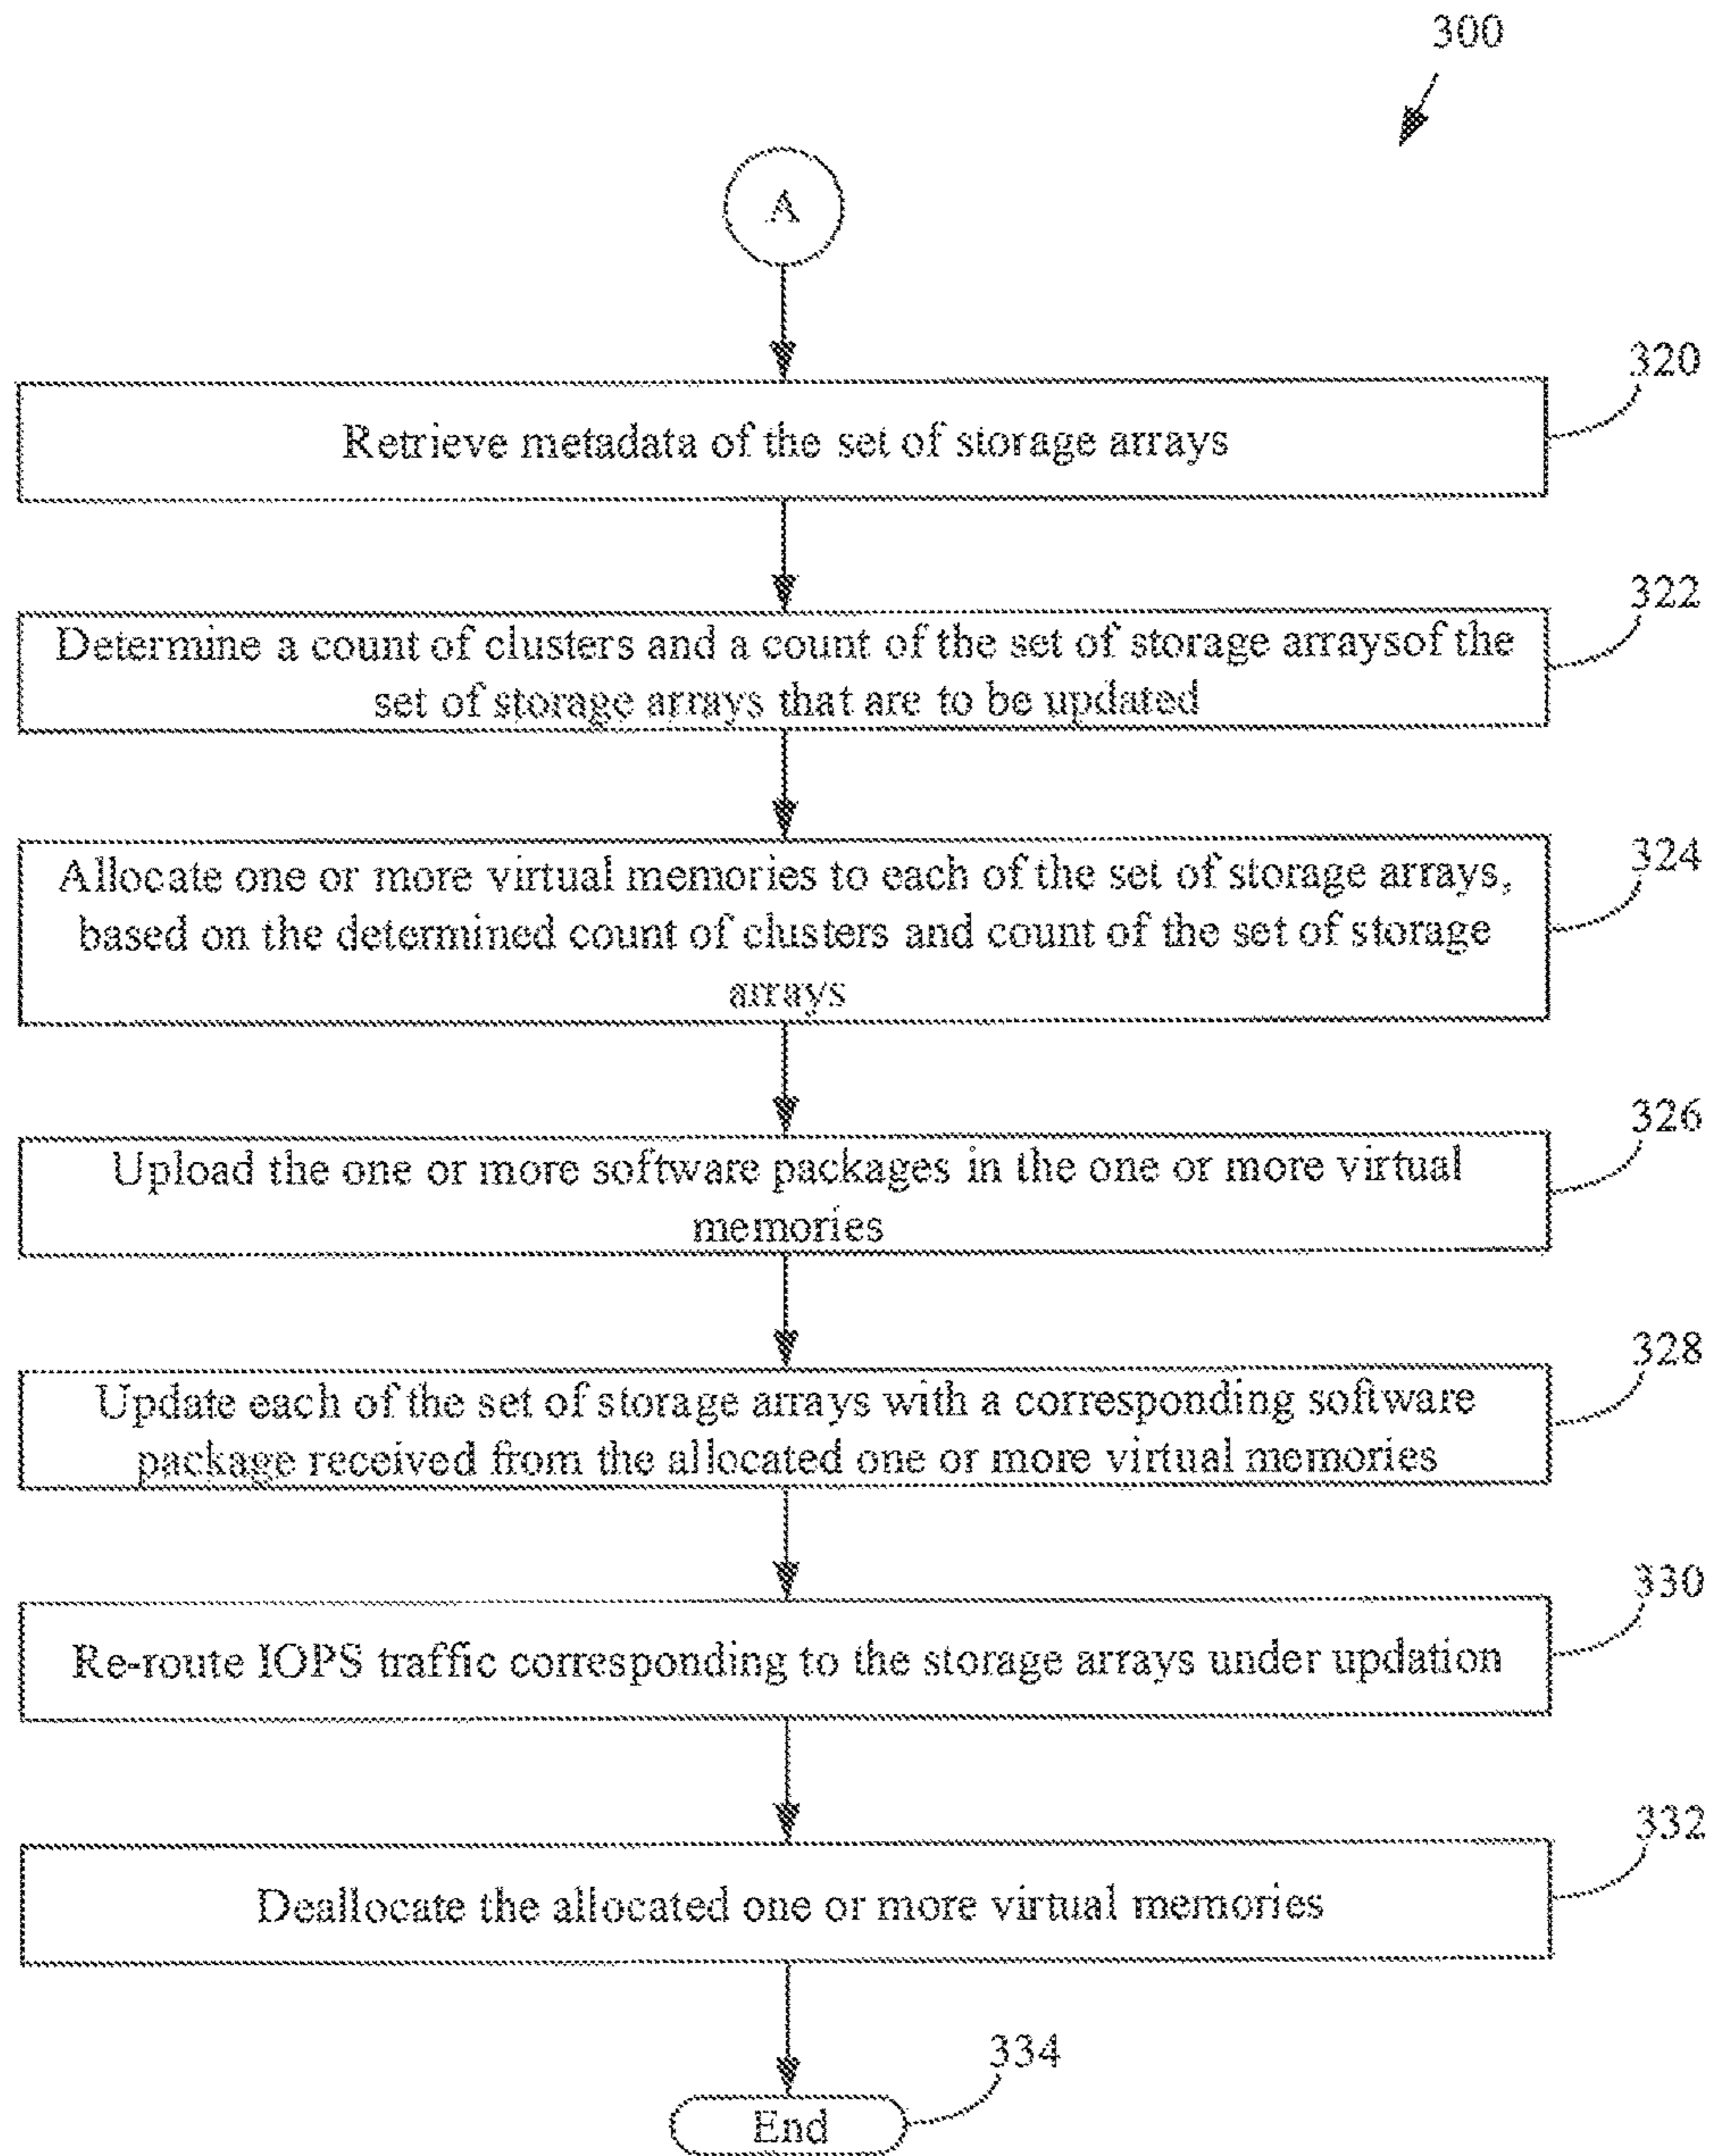 300
A
320
Retrieve metadata of the set of storage arrays
322
Determine a count of clusters and a count of the set of storage arraysof the
set of storage arrays that are to be updated
324
Allocate one or more virtual memories to each of the set of storage arrays,
based on the determined count of clusters and count of the set of storage
arrays
326
Upload the one or more software packages in the one or more virtual
memories
328
Update each of the set of storage arrays with a corresponding software
package received from the allocated one or more virtual memories
330
Re-route IOPS traffic corresponding to the storage arrays under updation
332
Deallocate the allocated one or more virtual memories
334
End